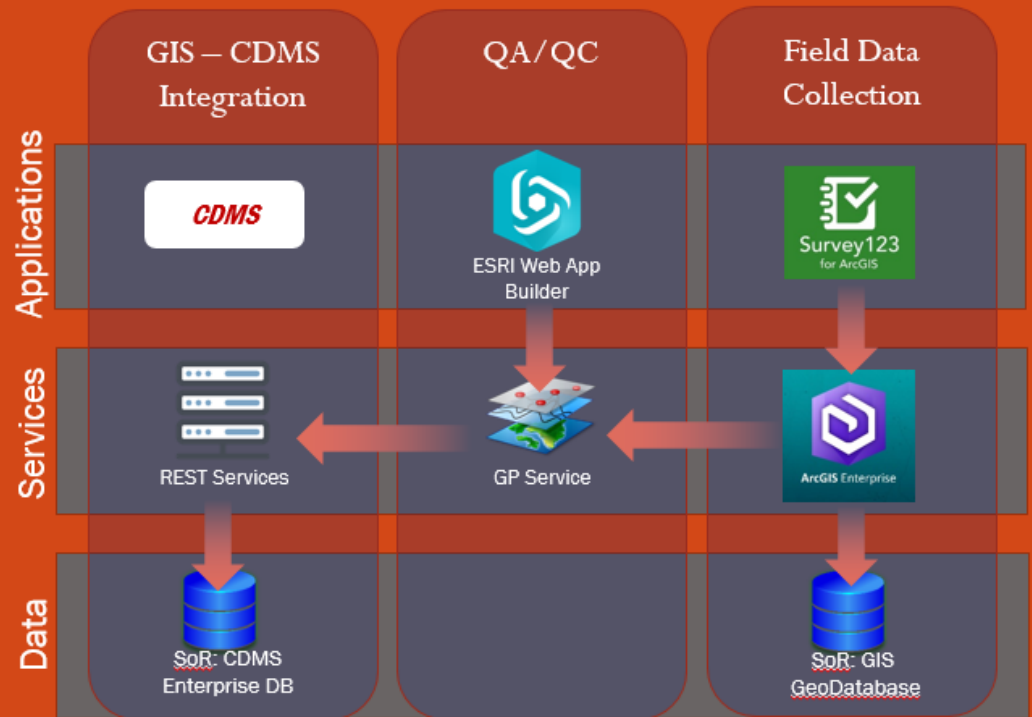 GIS – CDMS
Integration
QA/QC
Field Data
Collection
Applications
CDMS
ESRI Web App
Builder
Survey123
for ArcGIS
Services
REST Services
GP Service
ArcGIS Enterprise
Data
SoR: CDMS
Enterprise DB
SoR: GIS
GeoDatabase